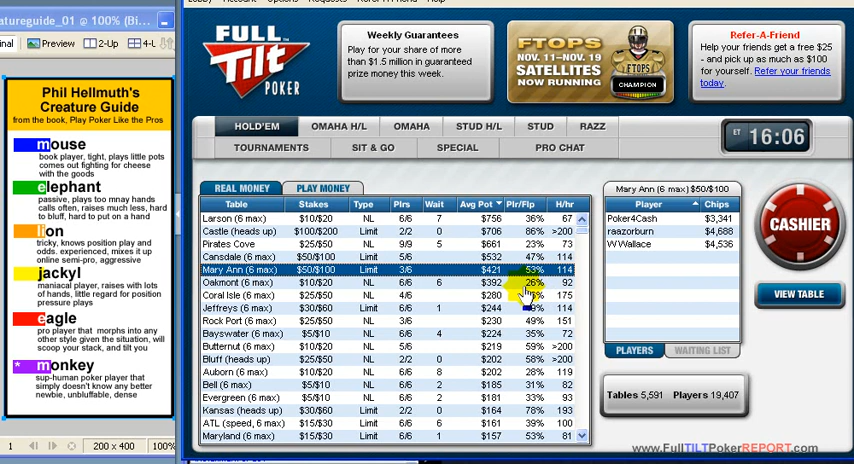 atureguide_01 @ 100% (Bi...
inal Preview 2-Up 4-L
Phil Hellmuth's
Creature Guide
from the book, Play Poker Like the Pros
mouse
book player, tight, plays little pots
comes out fighting for cheese
with the goods
elephant
passive, plays too mnay hands
calls often, raises much less, hard
to bluff, hard to put on a hand
lion
tricky, knows position play and
odds. experienced, mixes it up
online semi-pro, aggressive
jackyl
maniacal player, raises with lots
of hands, little regard for position
pressure plays
eagle
pro player that morphs into any
other style given the situation, will
scoop your stack, and tilt you
* monkey
sup-human poker player that
simply doesn't know any better
newbie, unbluffable, dense
1 200 x 400 100%
FULL
Tilt
POKER
Weekly Guarantees
Play for your share of more
than $1.5 million in guaranteed
prize money this week.
FTOPS
NOV. 11-NOV. 19
SATELLITES
NOW RUNNING
FTOPS
CHAMPION
Refer-A-Friend
Help your friends get a free $25
- and pick up as much as $100
for yourself. Refer your friends
today.
HOLD'EM OMAHA H/L OMAHA STUD H/L STUD RAZZ
TOURNAMENTS SIT & GO SPECIAL PRO CHAT
ET 16:06
REAL MONEY PLAY MONEY
Table Stakes Type Plrs Wait Avg Pot Plr/Flp H/hr
Larson (6 max) $10/$20 NL 6/6 7 $756 36% 67
Castle (heads up) $100/$200 Limit 2/2 0 $706 86% >200
Pirates Cove $25/$50 NL 9/9 5 $661 23% 73
Cansdale (6 max) $50/$100 Limit 5/6 $532 47% 114
Mary Ann (6 max) $50/$100 Limit 3/6 $421 53% 114
Oakmont (6 max) $10/$20 NL 6/6 6 $392 26% 92
Coral Isle (6 max) $25/$50 NL 4/6 $280 175
Jeffreys (6 max) $30/$60 Limit 6/6 1 $244 114
Rock Port (6 max) $25/$50 NL 3/6 $230 49% 151
Bayswater (6 max) $5/$10 NL 6/6 4 $224 35% 72
Butternut (6 max) $10/$20 NL 5/6 $219 59% >200
Bluff (heads up) $10/$20 NL 2/2 0 $202 58% >200
Auborn (6 max) $10/$20 NL 6/6 8 $202 28% 119
Bell (6 max) $5/$10 NL 6/6 2 $185 31% 82
Evergreen (6 max) $5/$10 NL 6/6 2 $181 33% 93
Kansas (heads up) $30/$60 Limit 2/2 0 $164 78% 193
ATL (speed, 6 max) $15/$30 Limit 6/6 6 $161 39% 100
Maryland (6 max) $15/$30 Limit 6/6 1 $157 53% 81
Mary Ann (6 max) $50/$100
Player Chips
Poker4Cash $3,341
raazorburn $4,688
W Wallace $4,536
PLAYERS WAITING LIST
CASHIER
VIEW TABLE
Tables 5,591 Players 19,407
www.FullTILTPokerREPORT.com